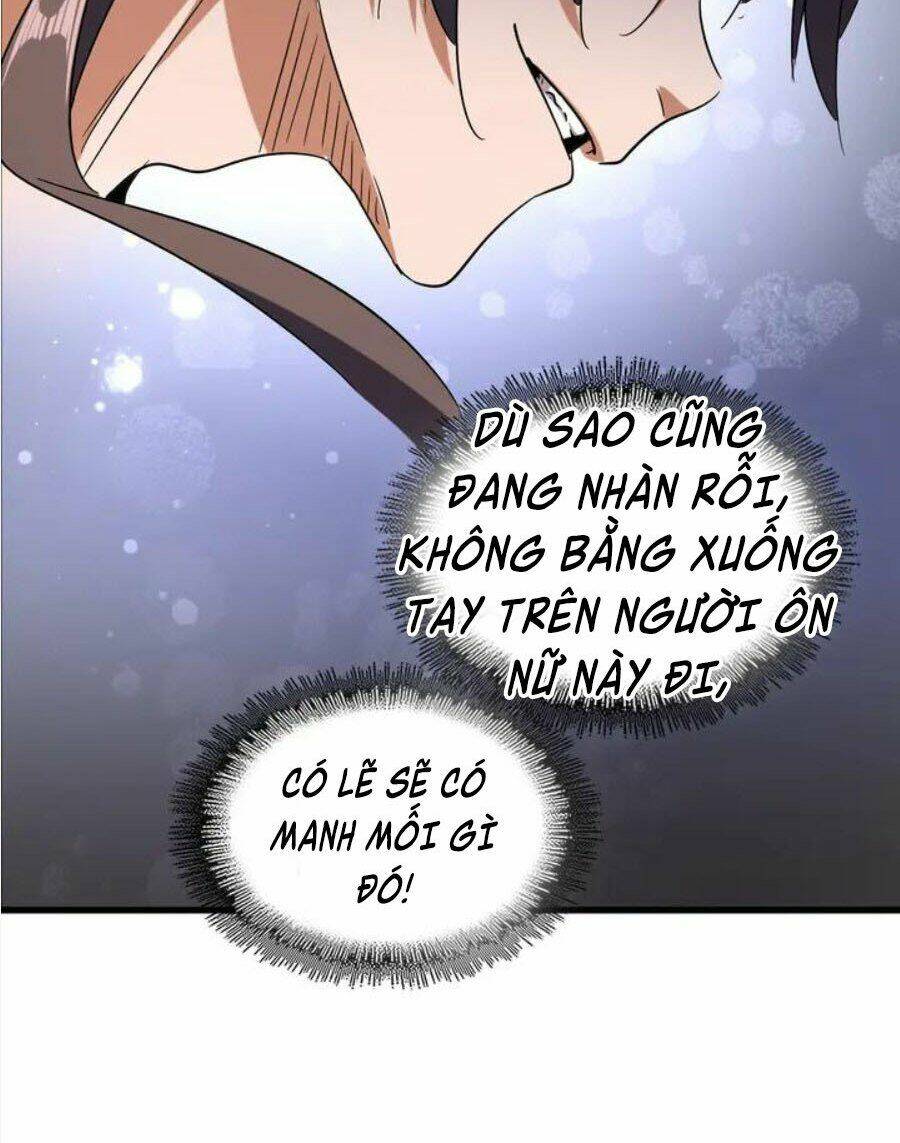 DÙ SAO CŨNG
ĐANG NHÀN RỖI,
KHÔNG BẰNG XUỐNG
TAY TRÊN NGƯỜI ÔN
NỮ NÀY ĐI,
CÓ LẼ SẼ CÓ
MANH MỐI GÌ
ĐÓ!